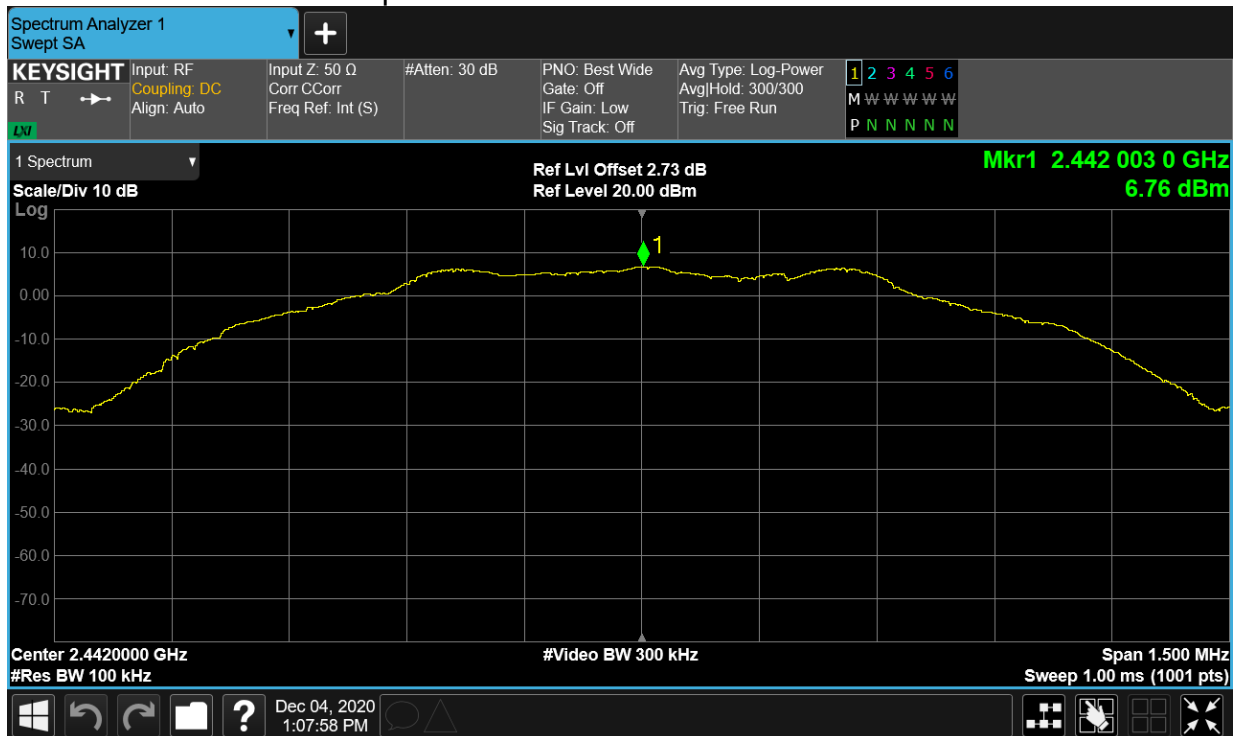 Spectrum Analyzer 1
Swept SA
KEYSIGHT
R T
LXI
Input: RF
Coupling: DC
Align: Auto
Input Z: 50 Ω
Corr CCorr
Freq Ref: Int (S)
#Atten: 30 dB
PNO: Best Wide
Gate: Off
IF Gain: Low
Sig Track: Off
Avg Type: Log-Power
Avg|Hold: 300/300
Trig: Free Run
1 2 3 4 5 6
M W W W W W
P N N N N N
1 Spectrum
Scale/Div 10 dB
Ref Lvl Offset 2.73 dB
Ref Level 20.00 dBm
Mkr1 2.442 003 0 GHz
6.76 dBm
Log
1
10.0
0.00
-10.0
-20.0
-30.0
-40.0
-50.0
-60.0
-70.0
Center 2.4420000 GHz
#Res BW 100 kHz
#Video BW 300 kHz
Span 1.500 MHz
Sweep 1.00 ms (1001 pts)
?
Dec 04, 2020
1:07:58 PM